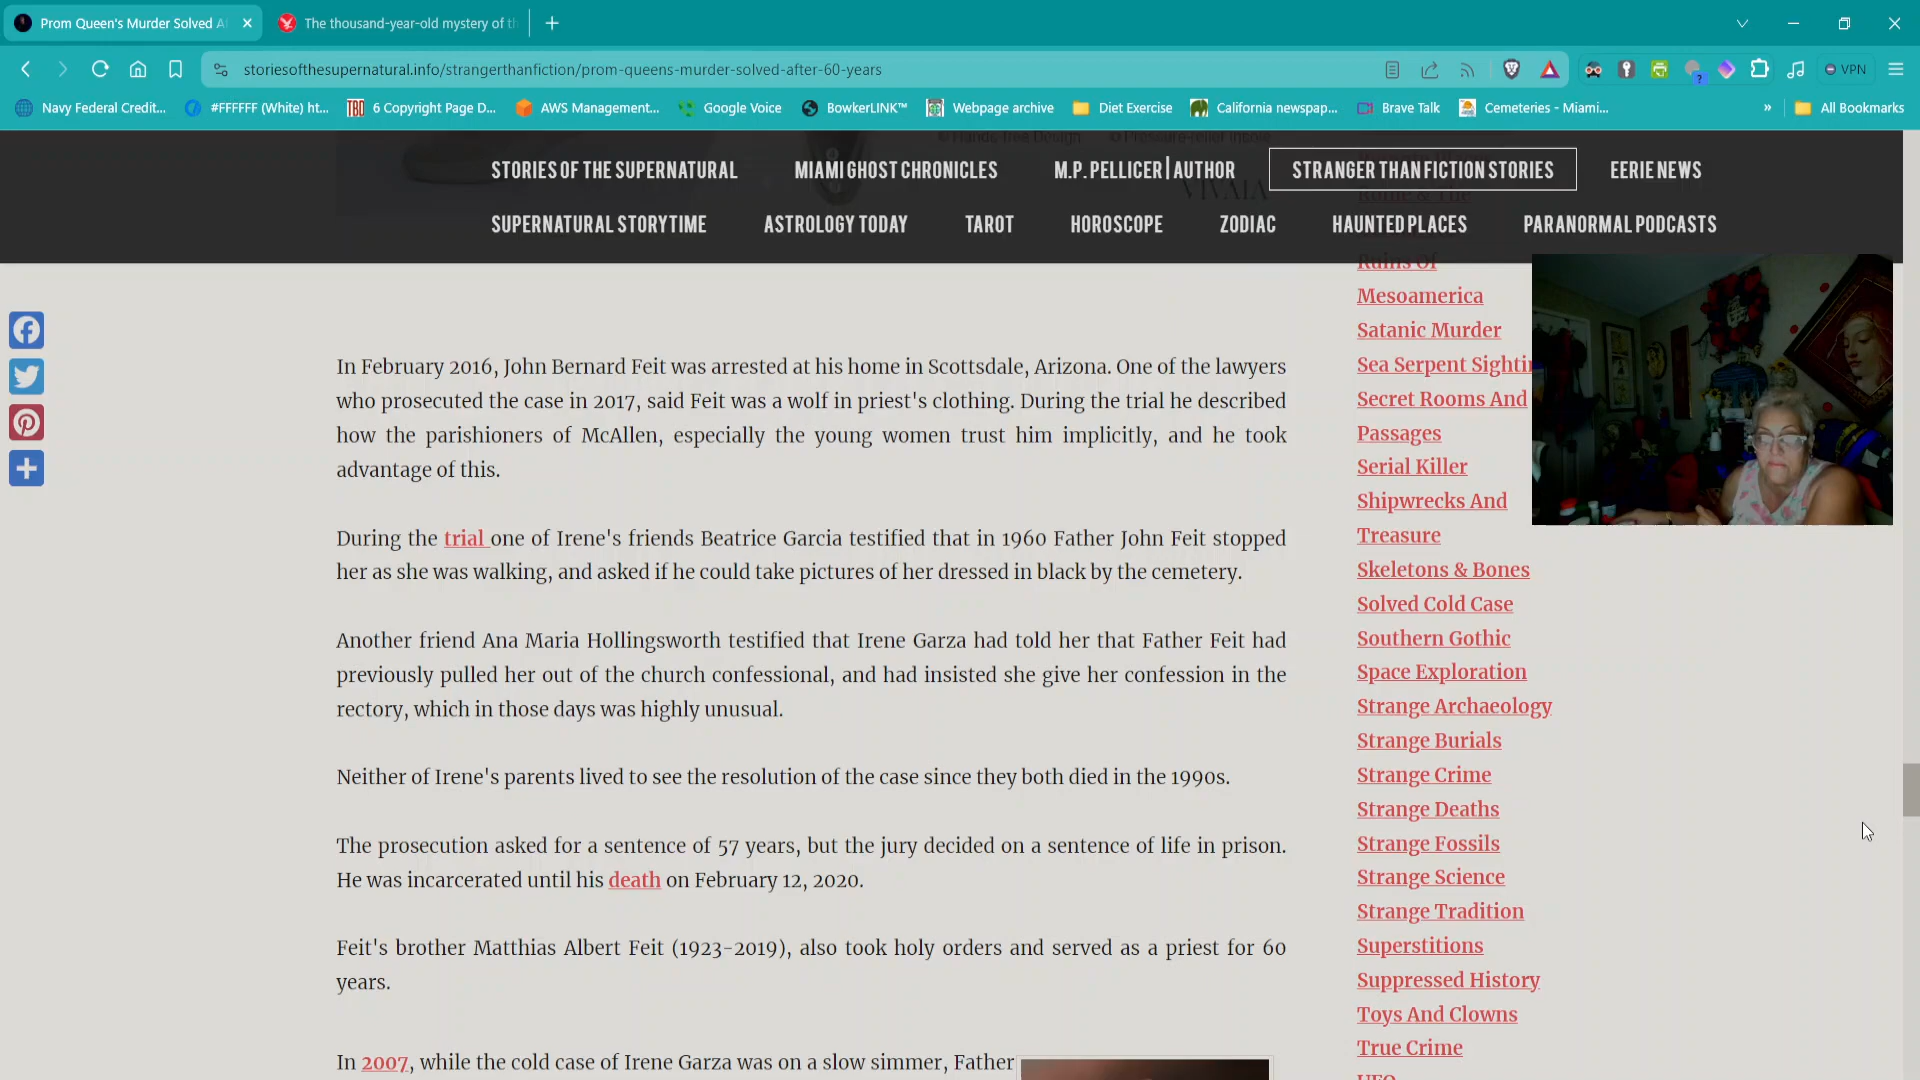 Prom Queen's Murder Solved A
The thousand-year-old mystery of t
storiesofthesupernatural.info/strangerthanfiction/prom-queens-murder-solved-after-60-years
VPN
Navy Federal Credit...
#FFFFFF (White) ht...
6 Copyright Page D...
AWS Management...
Google Voice
BowkerLINK™
Webpage archive
Diet Exercise
California newspap...
Brave Talk
Cemeteries - Miami...
»
All Bookmarks
STORIES OF THE SUPERNATURAL
MIAMI GHOST CHRONICLES
M.P. PELLICER | AUTHOR
STRANGER THAN FICTION STORIES
EERIE NEWS
SUPERNATURAL STORYTIME
ASTROLOGY TODAY
TAROT
HOROSCOPE
ZODIAC
HAUNTED PLACES
PARANORMAL PODCASTS
VIVAIA
In February 2016, John Bernard Feit was arrested at his home in Scottsdale, Arizona. One of the lawyers
who prosecuted the case in 2017, said Feit was a wolf in priest's clothing. During the trial he described
how the parishioners of McAllen, especially the young women trust him implicitly, and he took
advantage of this.
During the trial one of Irene's friends Beatrice Garcia testified that in 1960 Father John Feit stopped
her as she was walking, and asked if he could take pictures of her dressed in black by the cemetery.
Another friend Ana Maria Hollingsworth testified that Irene Garza had told her that Father Feit had
previously pulled her out of the church confessional, and had insisted she give her confession in the
rectory, which in those days was highly unusual.
Neither of Irene's parents lived to see the resolution of the case since they both died in the 1990s.
The prosecution asked for a sentence of 57 years, but the jury decided on a sentence of life in prison.
He was incarcerated until his death on February 12, 2020.
Feit's brother Matthias Albert Feit (1923-2019), also took holy orders and served as a priest for 60
years.
In 2007, while the cold case of Irene Garza was on a slow simmer, Father
Rome & The
Ruins Of
Mesoamerica
Satanic Murder
Sea Serpent Sightin
Secret Rooms And
Passages
Serial Killer
Shipwrecks And
Treasure
Skeletons & Bones
Solved Cold Case
Southern Gothic
Space Exploration
Strange Archaeology
Strange Burials
Strange Crime
Strange Deaths
Strange Fossils
Strange Science
Strange Tradition
Superstitions
Suppressed History
Toys And Clowns
True Crime
UFO